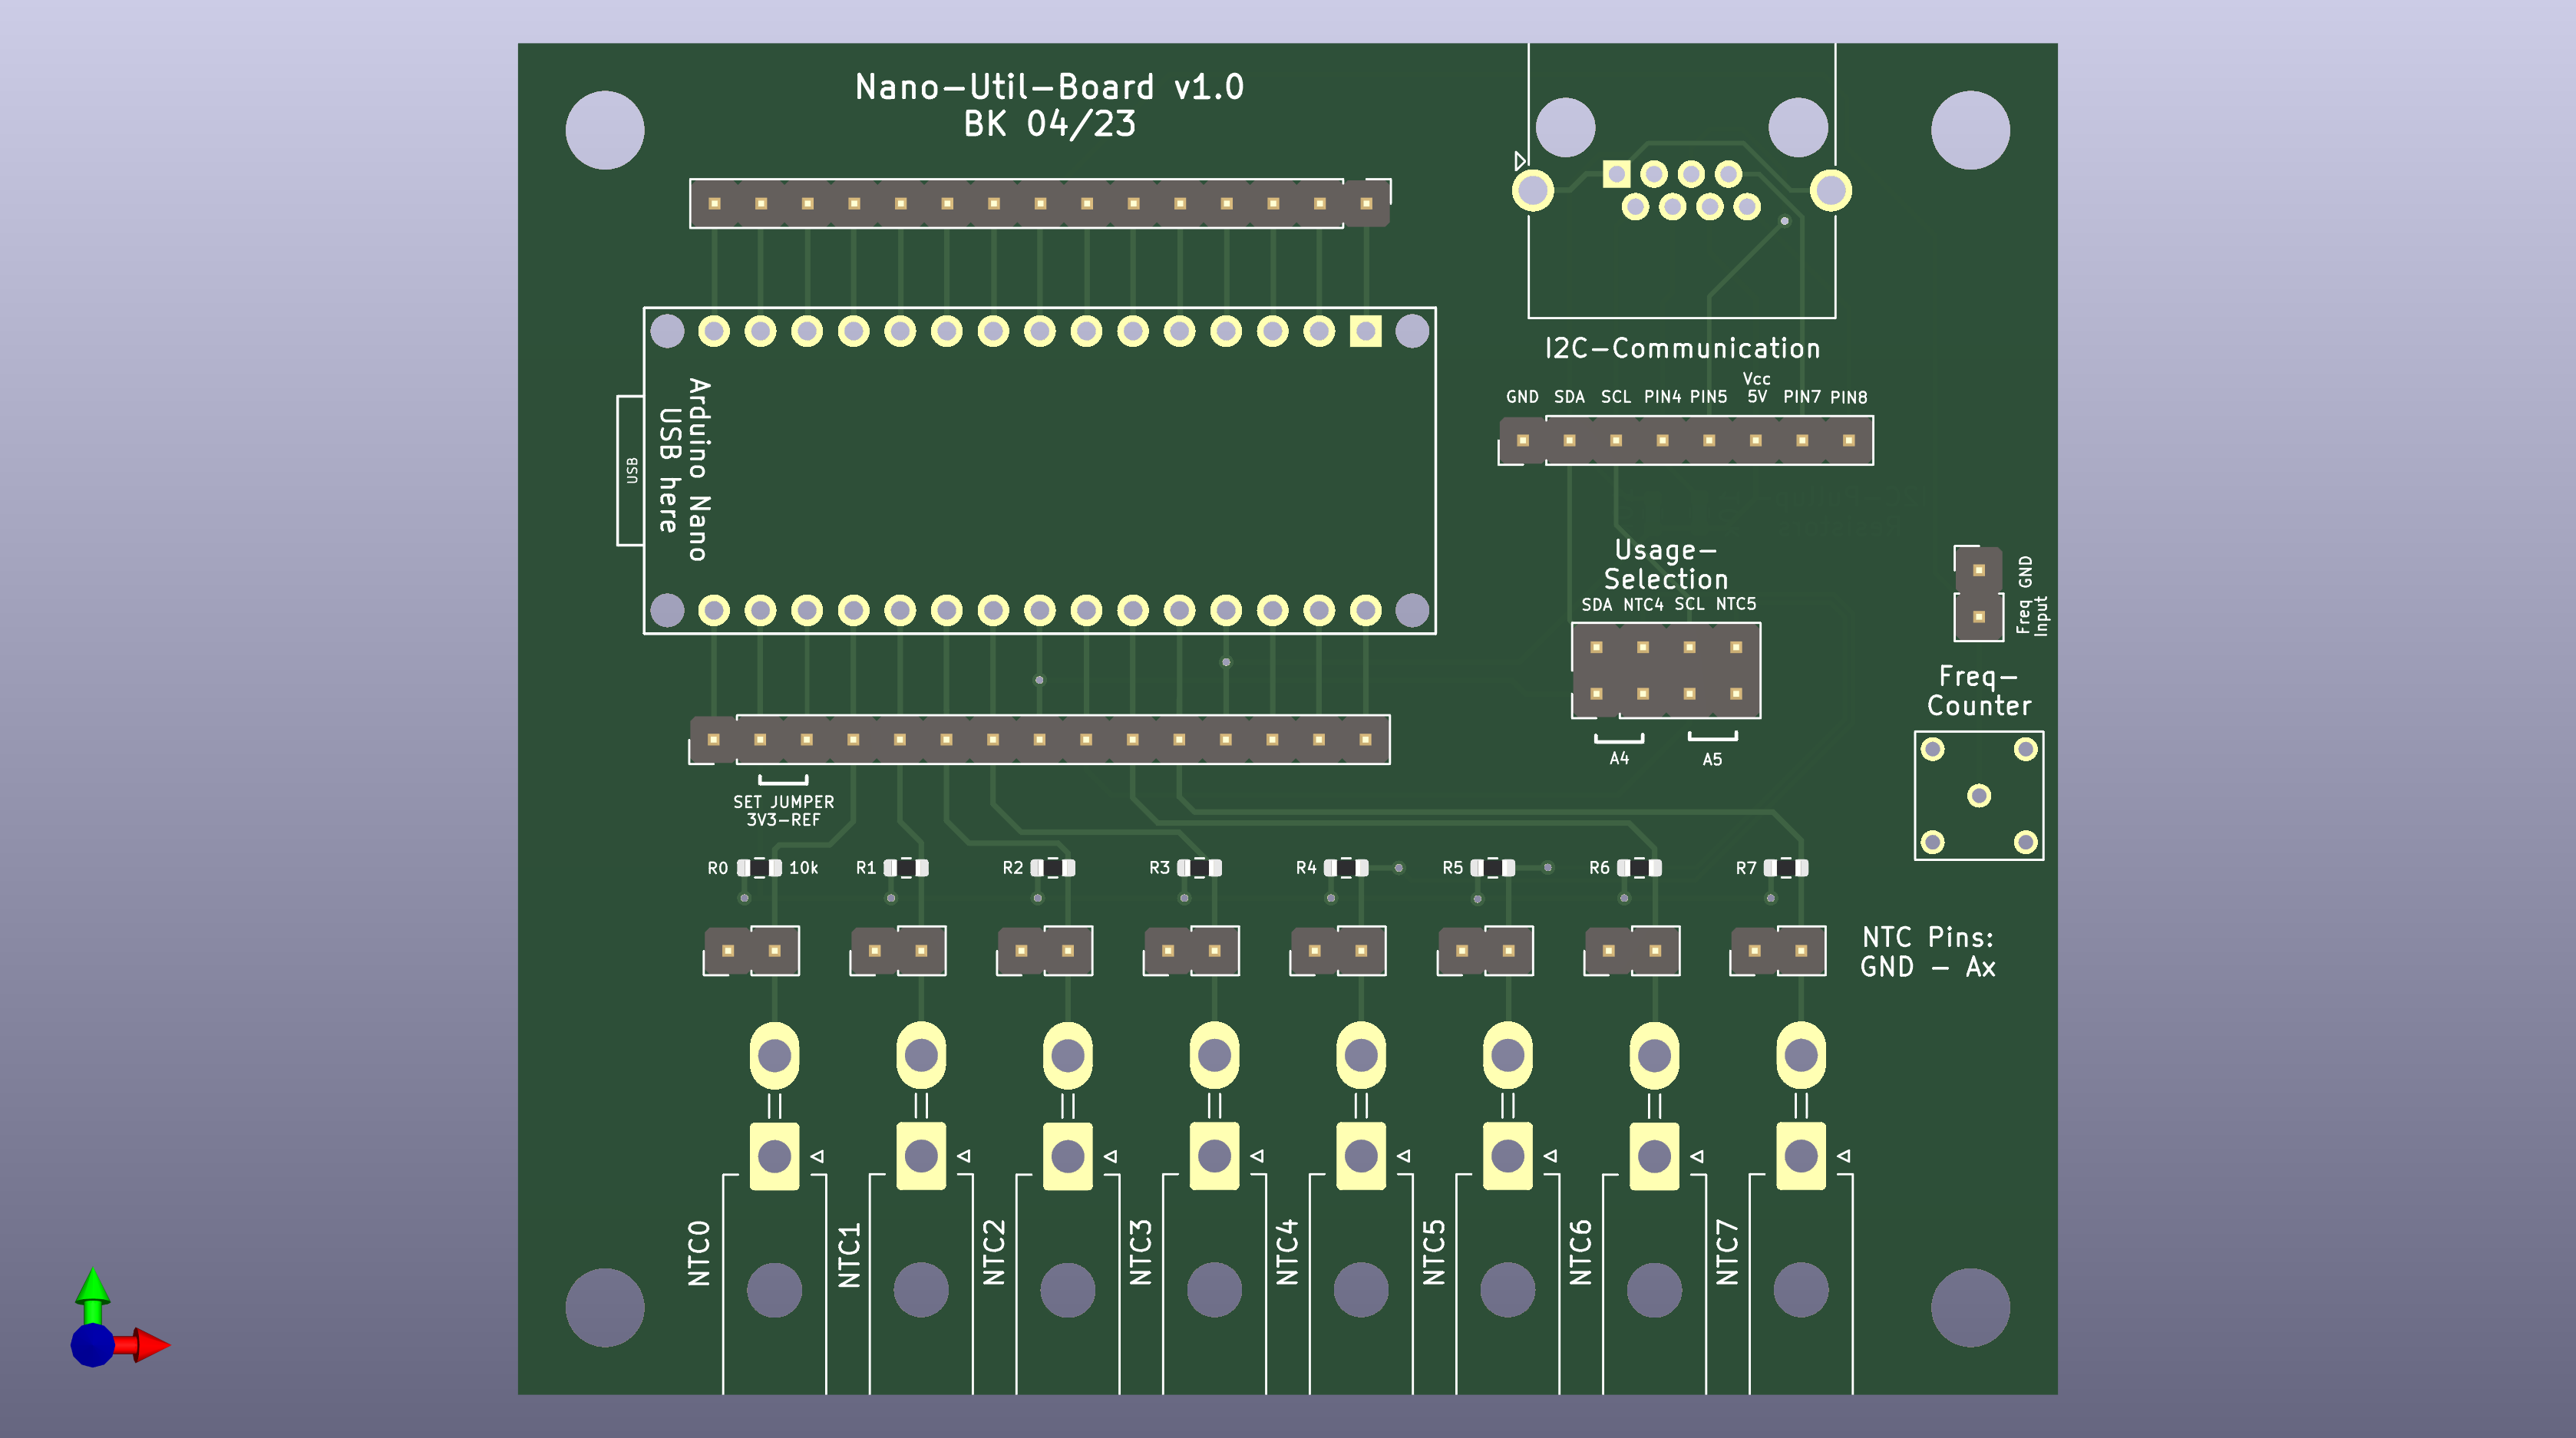 Nano-Util-Board v1.0
BK 04/23
I2C-Communication
GND SDA SCL PIN4 PIN5 Vcc 5V PIN7 PIN8
Arduino Nano
USB here
USB
Usage-
Selection
SDA NTC4 SCL NTC5
A4 A5
GND
Freq
Input
Freq-
Counter
SET JUMPER
3V3-REF
R0 10k R1 R2 R3 R4 R5 R6 R7
NTC Pins:
GND - Ax
NTC0 NTC1 NTC2 NTC3 NTC4 NTC5 NTC6 NTC7